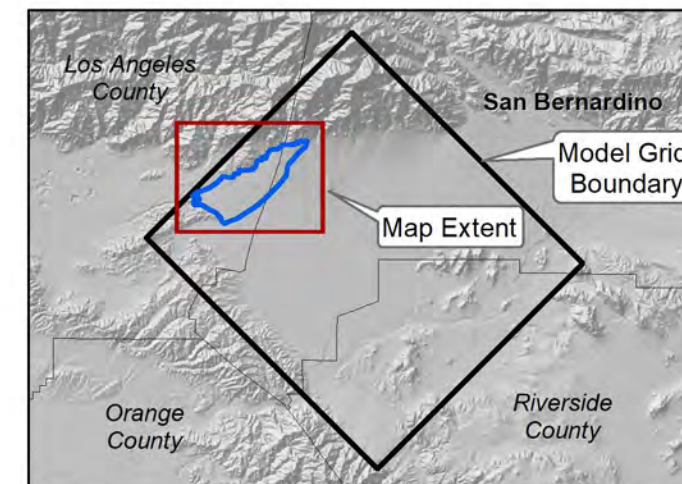 Los Angeles
County
San Bernardino
Model Grid
Boundary
Map Extent
Orange
County
Riverside
County